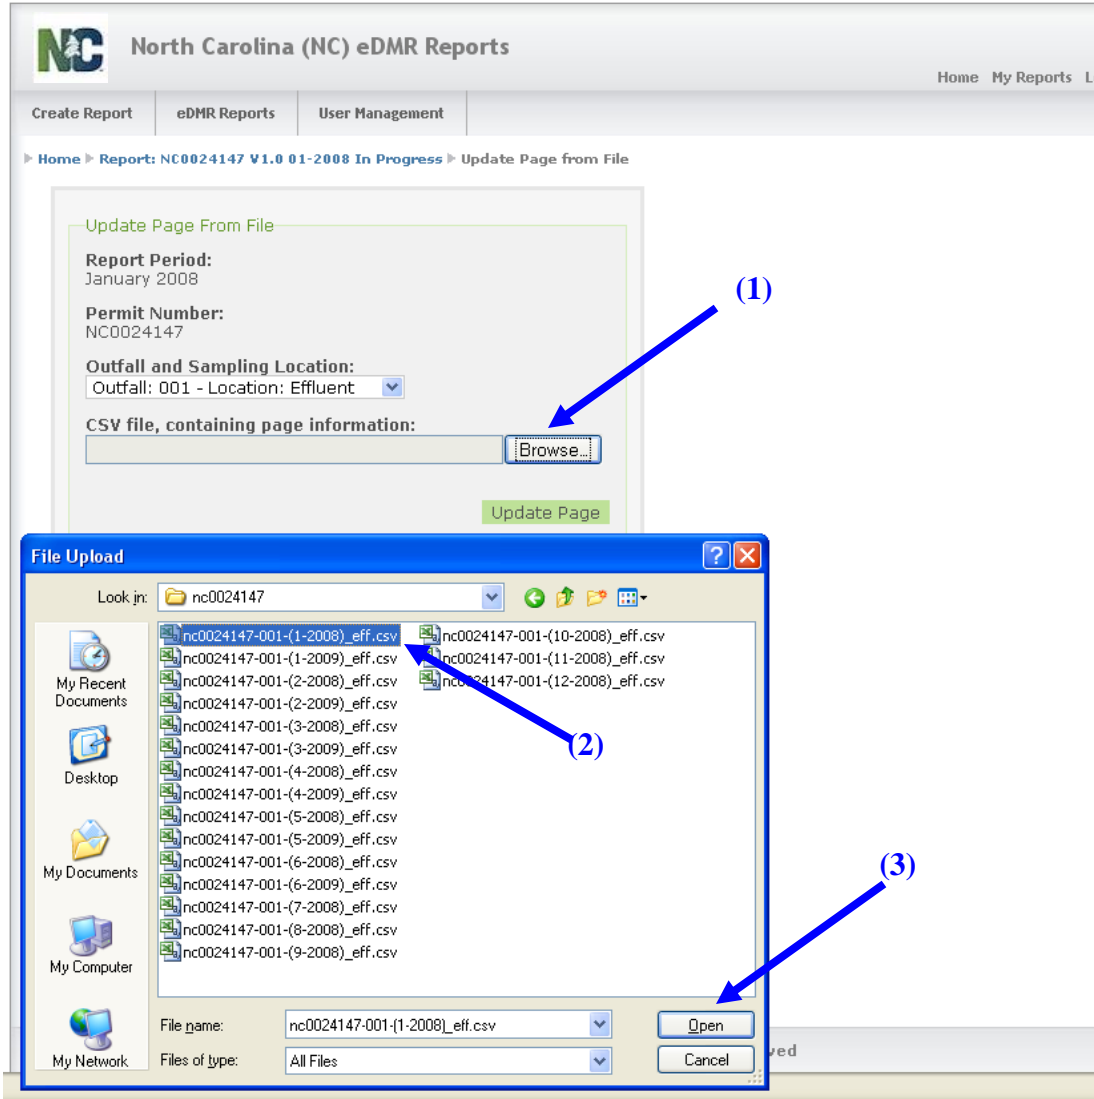 NC
North Carolina (NC) eDMR Reports
Home My Reports L
Create Report eDMR Reports User Management
Home Report: NC0024147 V1.0 01-2008 In Progress Update Page from File
Update Page From File
Report Period:
January 2008
(1)
Permit Number:
NC0024147
Outfall and Sampling Location:
Outfall: 001 - Location: Effluent
CSV file, containing page information:
Browse...
Update Page
File Upload
Look in: nc0024147
nc0024147-001-(1-2008)_eff.csv
nc0024147-001-(1-2009)_eff.csv
nc0024147-001-(2-2008)_eff.csv
nc0024147-001-(2-2009)_eff.csv
nc0024147-001-(3-2008)_eff.csv
nc0024147-001-(3-2009)_eff.csv
nc0024147-001-(4-2008)_eff.csv
nc0024147-001-(4-2009)_eff.csv
nc0024147-001-(5-2008)_eff.csv
nc0024147-001-(5-2009)_eff.csv
nc0024147-001-(6-2008)_eff.csv
nc0024147-001-(6-2009)_eff.csv
nc0024147-001-(7-2008)_eff.csv
nc0024147-001-(8-2008)_eff.csv
nc0024147-001-(9-2008)_eff.csv
nc0024147-001-(10-2008)_eff.csv
nc0024147-001-(11-2008)_eff.csv
nc0024147-001-(12-2008)_eff.csv
(2)
My Recent
Documents
Desktop
My Documents
My Computer
My Network
(3)
File name: nc0024147-001-(1-2008)_eff.csv Open
Files of type: All Files Cancel
ved